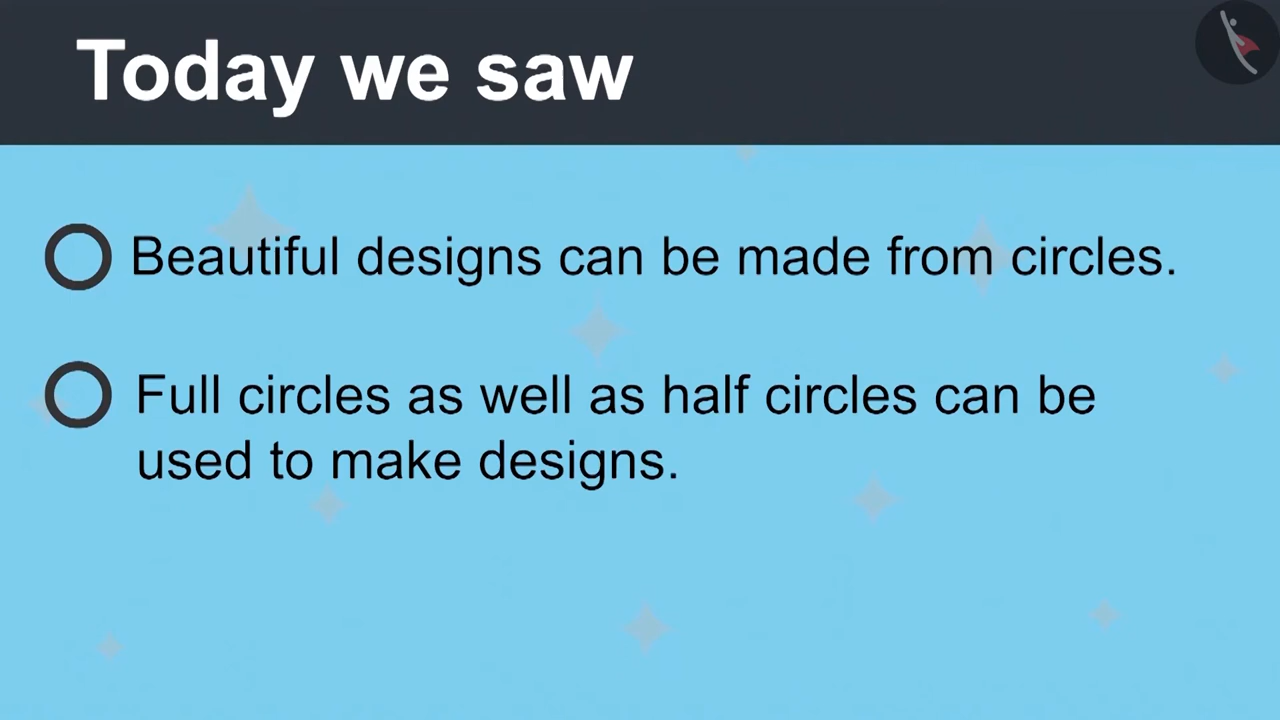 Today we saw
Beautiful designs can be made from circles.
Full circles as well as half circles can be
used to make designs.